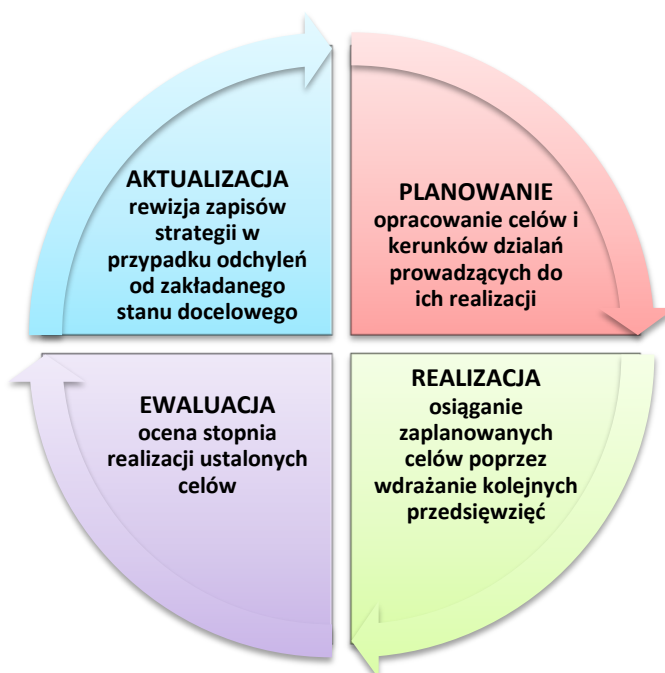 AKTUALIZACJA
rewizja zapisów
strategii w
przypadku odchyleń
od zakładanego
stanu docelowego
PLANOWANIE
opracowanie celów i
kerunków dzialań
prowadzących do
ich realizacji
EWALUACJA
ocena stopnia
realizacji ustalonych
celów
REALIZACJA
osiąganie
zaplanowanych
celów poprzez
wdrażanie kolejnych
przedsięwzięć